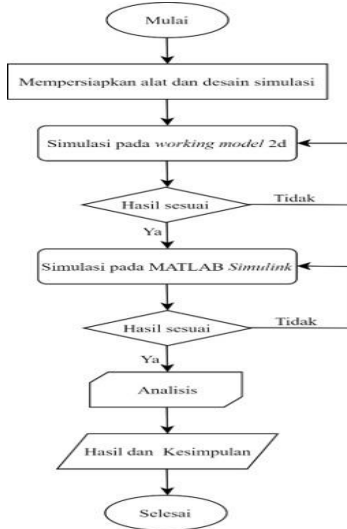 Mulai
Mempersiapkan alat dan desain simulasi
Simulasi pada working model 2d
Hasil sesuai
Tidak
Ya
Simulasi pada MATLAB Simulink
Hasil sesuai
Tidak
Ya
Analisis
Hasil dan Kesimpulan
Selesai